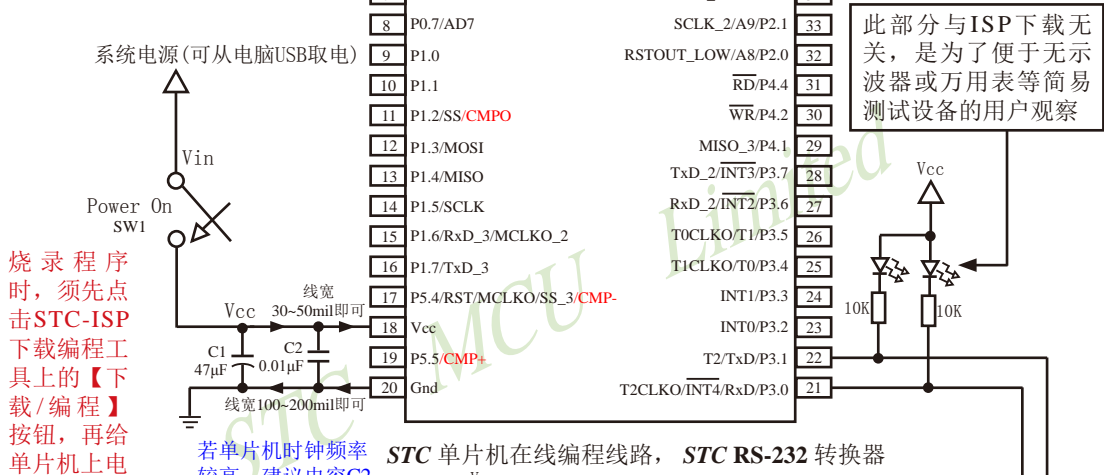 8 P0.7/AD7
9 P1.0
10 P1.1
11 P1.2/SS/CMPO
12 P1.3/MOSI
13 P1.4/MISO
14 P1.5/SCLK
15 P1.6/RxD_3/MCLKO_2
16 P1.7/TxD_3
17 P5.4/RST/MCLKO/SS_3/CMP-
18 Vcc
19 P5.5/CMP+
20 Gnd
SCLK_2/A9/P2.1 33
RSTOUT_LOW/A8/P2.0 32
RD/P4.4 31
WR/P4.2 30
MISO_3/P4.1 29
TxD_2/INT3/P3.7 28
RxD_2/INT2/P3.6 27
T0CLKO/T1/P3.5 26
T1CLKO/T0/P3.4 25
INT1/P3.3 24
INT0/P3.2 23
T2/TxD/P3.1 22
T2CLKO/INT4/RxD/P3.0 21
系统电源(可从电脑USB取电)
Vin
Power On
SW1
烧录程序
时，须先点
击STC-ISP
下载编程工
具上的【下
载/编程】
按钮，再给
单片机上电
Vcc
线宽
30~50mil即可
C1
47μF
C2
0.01μF
线宽100~200mil即可
此部分与ISP下载无
关，是为了便于无示
波器或万用表等简易
测试设备的用户观察
Vcc
10K
10K
若单片机时钟频率
STC 单片机在线编程线路， STC RS-232 转换器
STC MCU Limited